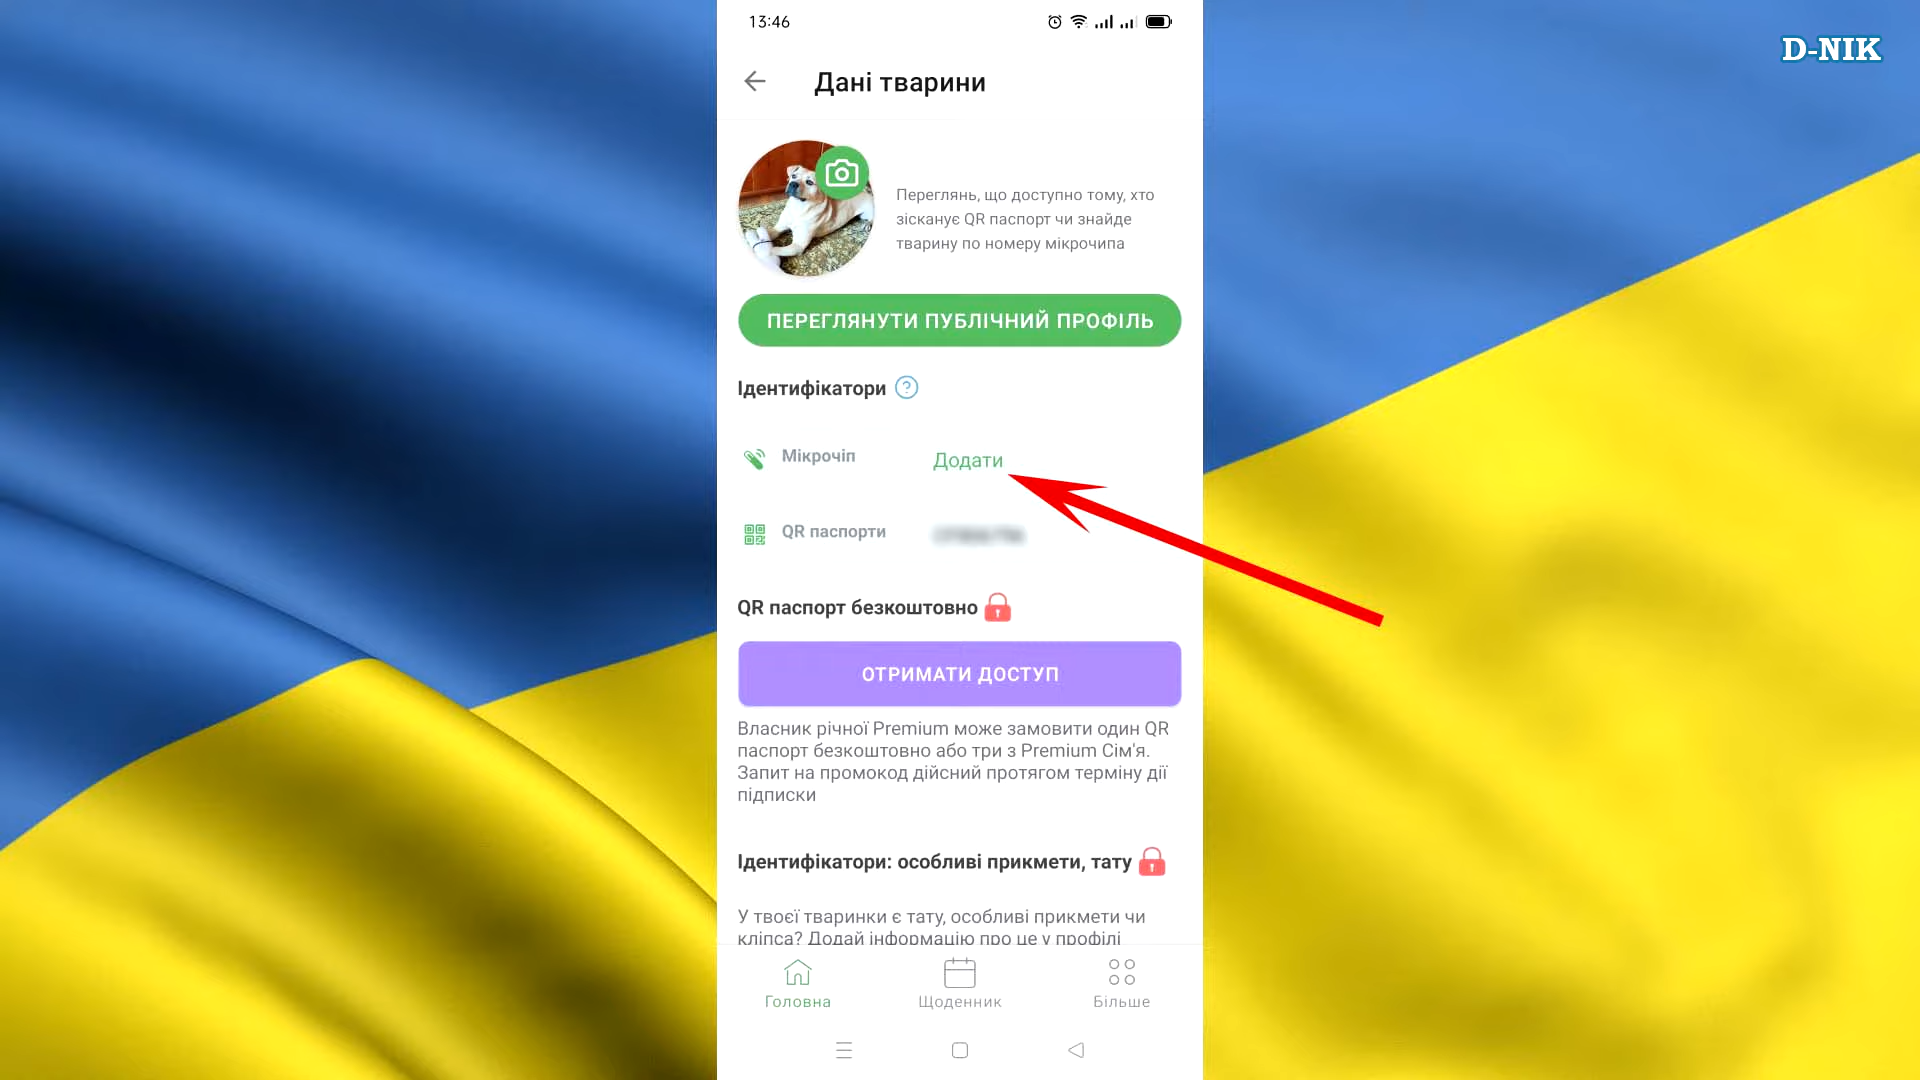 13:46
D-NIK
Дані тварини
Переглянь, що доступно тому, хто
зісканує QR паспорт чи знайде
тварину по номеру мікрочипа
ПЕРЕГЛЯНУТИ ПУБЛІЧНИЙ ПРОФІЛЬ
Ідентифікатори ?
Мікрочіп Додати
QR паспорти
QR паспорт безкоштовно
ОТРИМАТИ ДОСТУП
Власник річної Premium може замовити один QR
паспорт безкоштовно або три з Premium Сім'я.
Запит на промокод дійсний протягом терміну дії
підписки
Ідентифікатори: особливі прикмети, тату
У твоєї тваринки є тату, особливі прикмети чи
кліпса? Додай інформацію про це у профілі
Головна Щоденник Більше